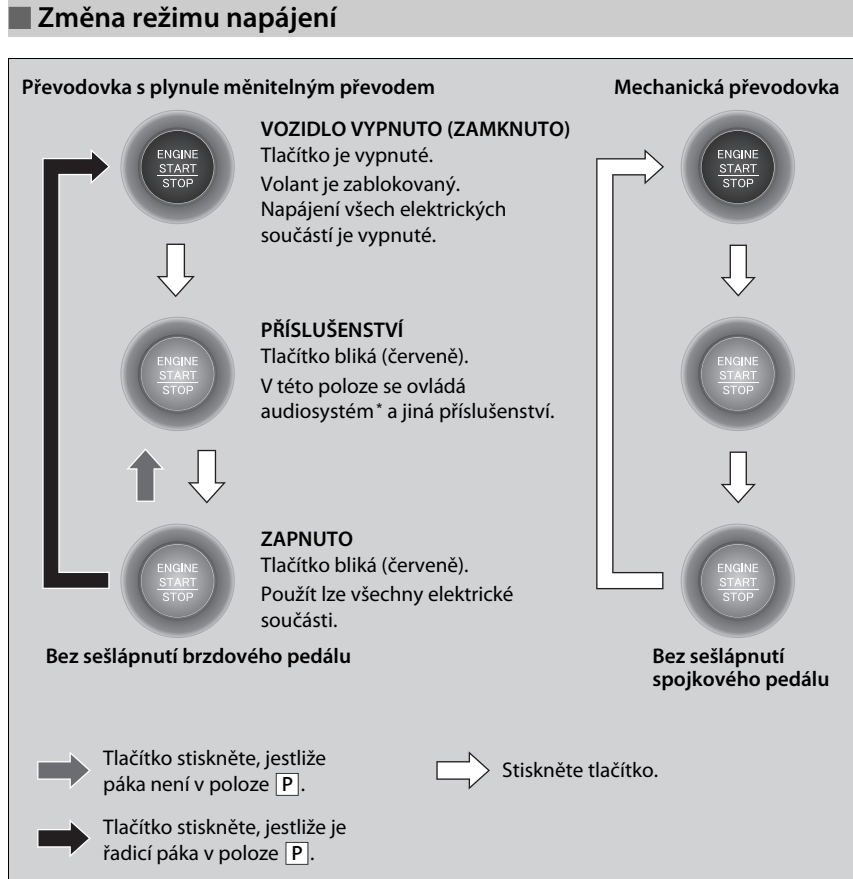 Změna režimu napájení
Převodovka s plynule měnitelným převodem
Mechanická převodovka
ENGINE
START
STOP
VOZIDLO VYPNUTO (ZAMKNUTO)
Tlačítko je vypnuté.
Volant je zablokovaný.
Napájení všech elektrických
součástí je vypnuté.
ENGINE
START
STOP
ENGINE
START
STOP
PŘÍSLUŠENSTVÍ
Tlačítko bliká (červeně).
V této poloze se ovládá
audiosystém* a jiná příslušenství.
ENGINE
START
STOP
ENGINE
START
STOP
ZAPNUTO
Tlačítko bliká (červeně).
Použít lze všechny elektrické
součásti.
ENGINE
START
STOP
Bez sešlápnutí brzdového pedálu
Bez sešlápnutí
spojkového pedálu
Tlačítko stiskněte, jestliže
páka není v poloze P.
Stiskněte tlačítko.
Tlačítko stiskněte, jestliže je
řadicí páka v poloze P.